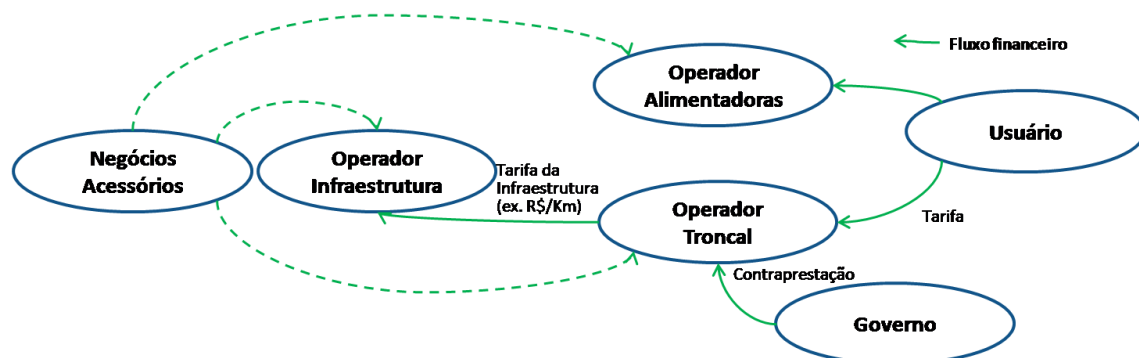 Fluxo financeiro
Operador
Alimentadoras
Usuário
Negócios
Acessórios
Operador
Infraestrutura
Tarifa da
Infraestrutura
(ex. R$/Km)
Operador
Troncal
Tarifa
Contraprestação
Governo